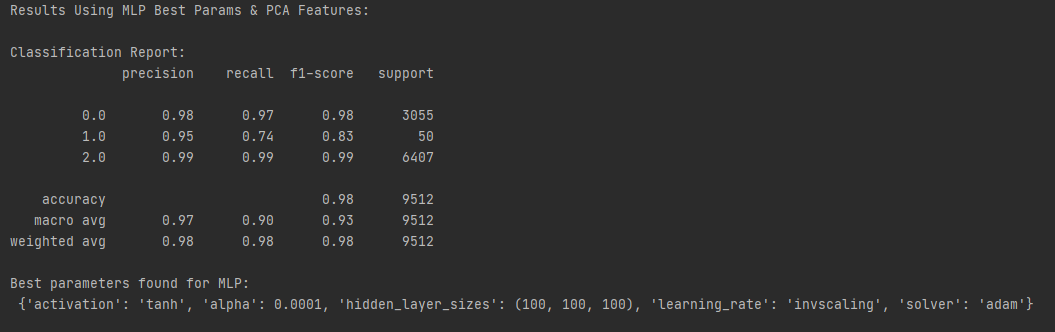 Results Using MLP Best Params & PCA Features:
Classification Report:
precision recall f1-score support
0.0 0.98 0.97 0.98 3055
1.0 0.95 0.74 0.83 50
2.0 0.99 0.99 0.99 6407
accuracy 0.98 9512
macro avg 0.97 0.90 0.93 9512
weighted avg 0.98 0.98 0.98 9512
Best parameters found for MLP:
{'activation': 'tanh', 'alpha': 0.0001, 'hidden_layer_sizes': (100, 100, 100), 'learning_rate': 'invscaling', 'solver': 'adam'}